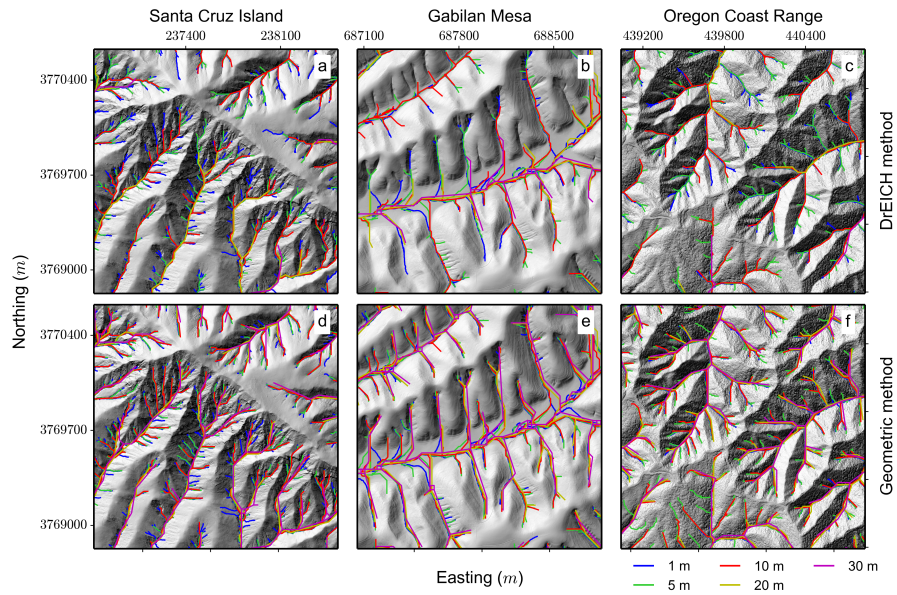 Santa Cruz Island
Gabilan Mesa
Oregon Coast Range
237400 238100
687100 687800 688500
439200 439800 440400
3770400
3769700
3769000
a
b
c
DrEICH method
Northing (m)
3770400
3769700
3769000
d
e
f
Geometric method
Easting (m)
1 m 10 m 30 m
5 m 20 m